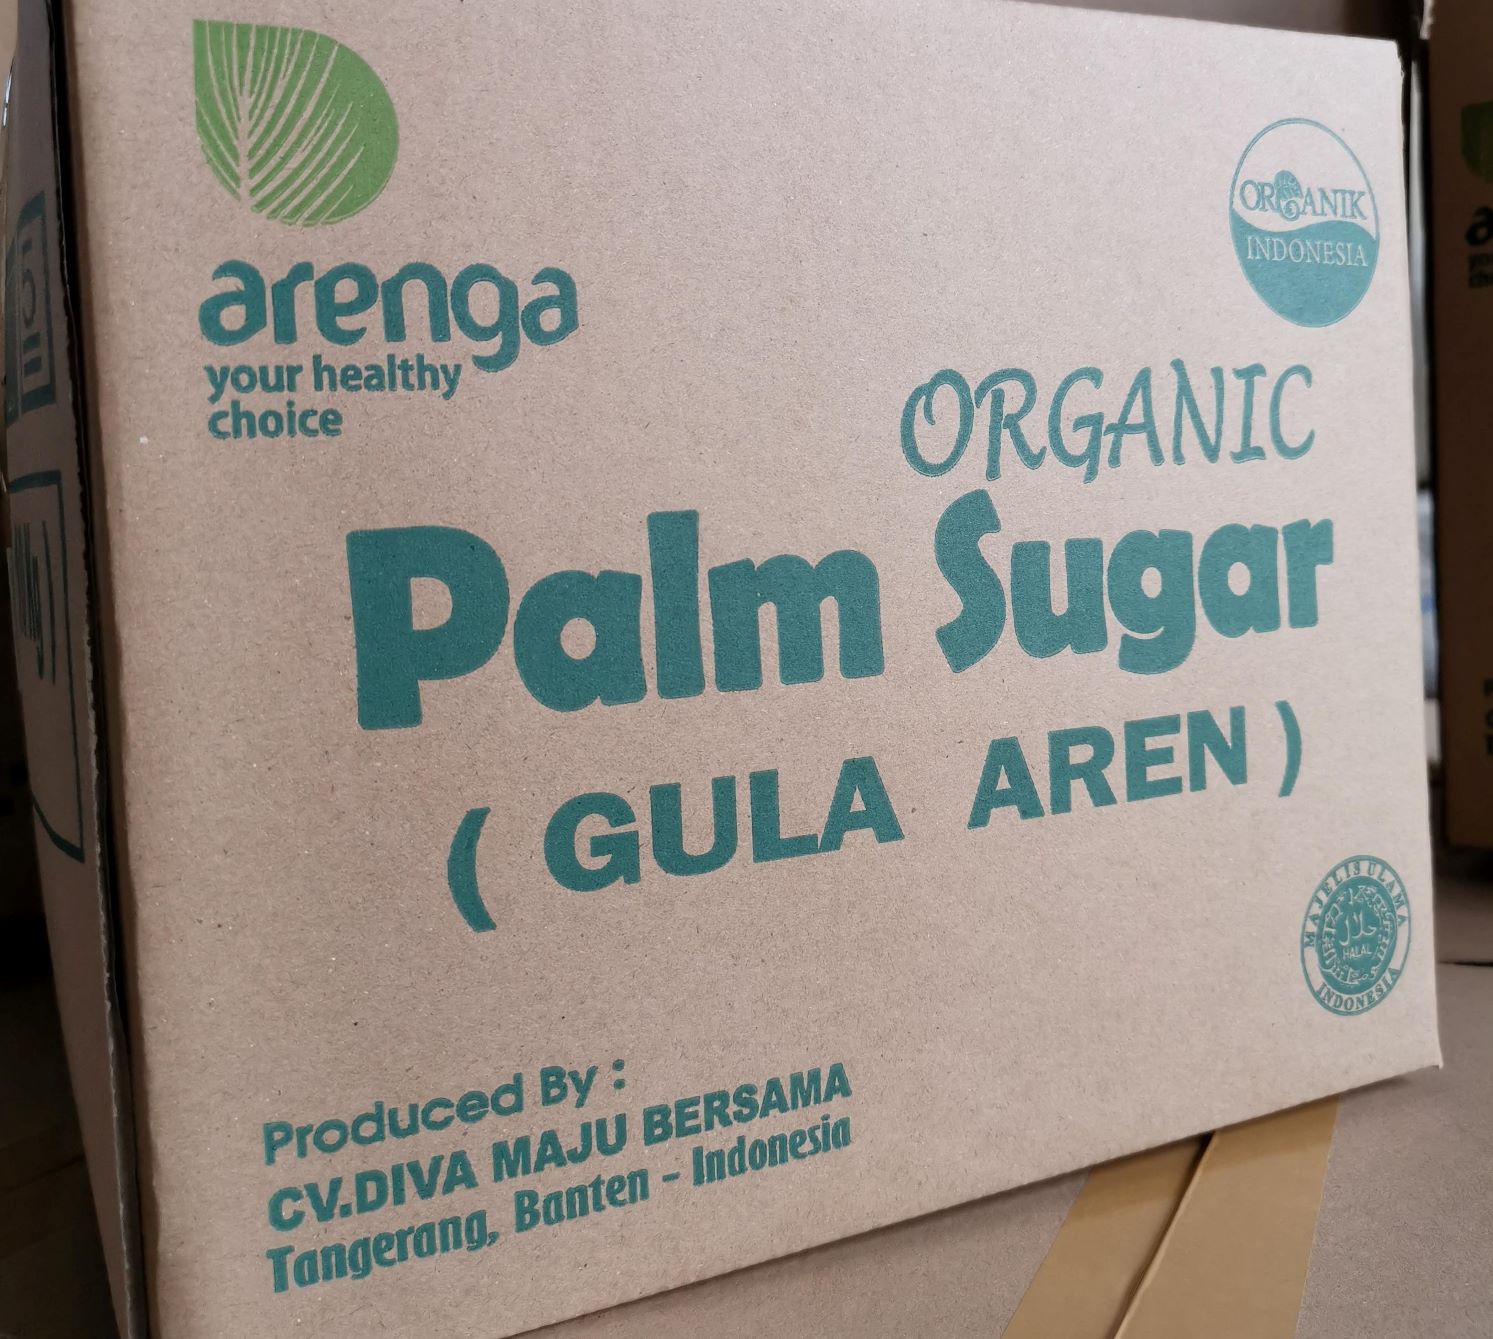 arenga
your healthy
choice
ORGANIK
INDONESIA
ORGANIC
Palm Sugar
( GULA AREN )
MAJELIS ULAMA
حلال
HALAL
INDONESIA
Produced By :
CV.DIVA MAJU BERSAMA
Tangerang, Banten - Indonesia